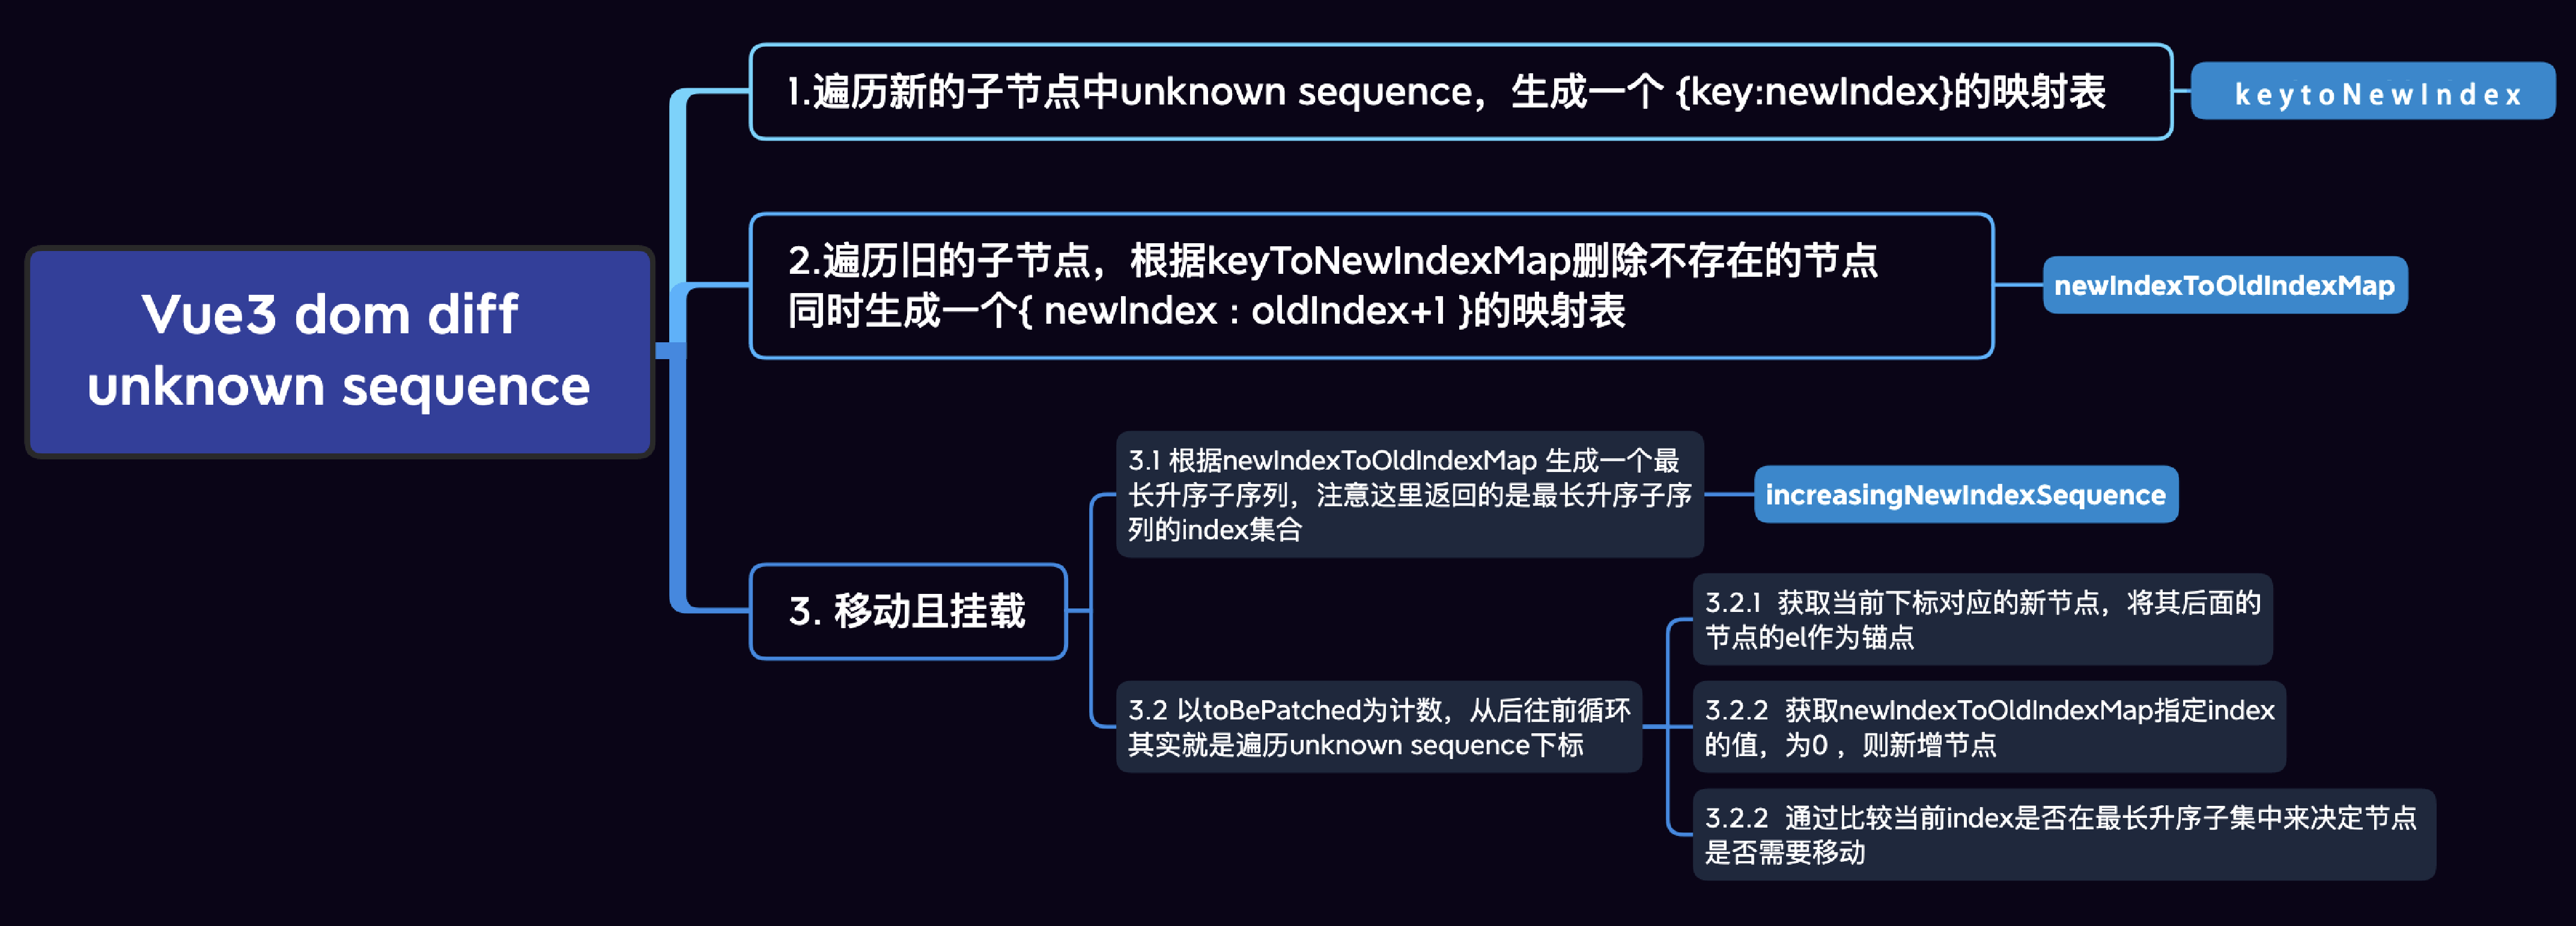 Vue3 dom diff
unknown sequence
1.遍历新的子节点中unknown sequence，生成一个 {key:newIndex}的映射表
keytoNewIndex
2.遍历旧的子节点，根据keyToNewIndexMap删除不存在的节点
同时生成一个{ newIndex : oldIndex+1 }的映射表
newIndexToOldIndexMap
3. 移动且挂载
3.1 根据newIndexToOldIndexMap 生成一个最
长升序子序列，注意这里返回的是最长升序子序
列的index集合
increasingNewIndexSequence
3.2 以toBePatched为计数，从后往前循环
其实就是遍历unknown sequence下标
3.2.1 获取当前下标对应的新节点，将其后面的
节点的el作为锚点
3.2.2 获取newIndexToOldIndexMap指定index
的值，为0 ，则新增节点
3.2.2 通过比较当前index是否在最长升序子集中来决定节点
是否需要移动